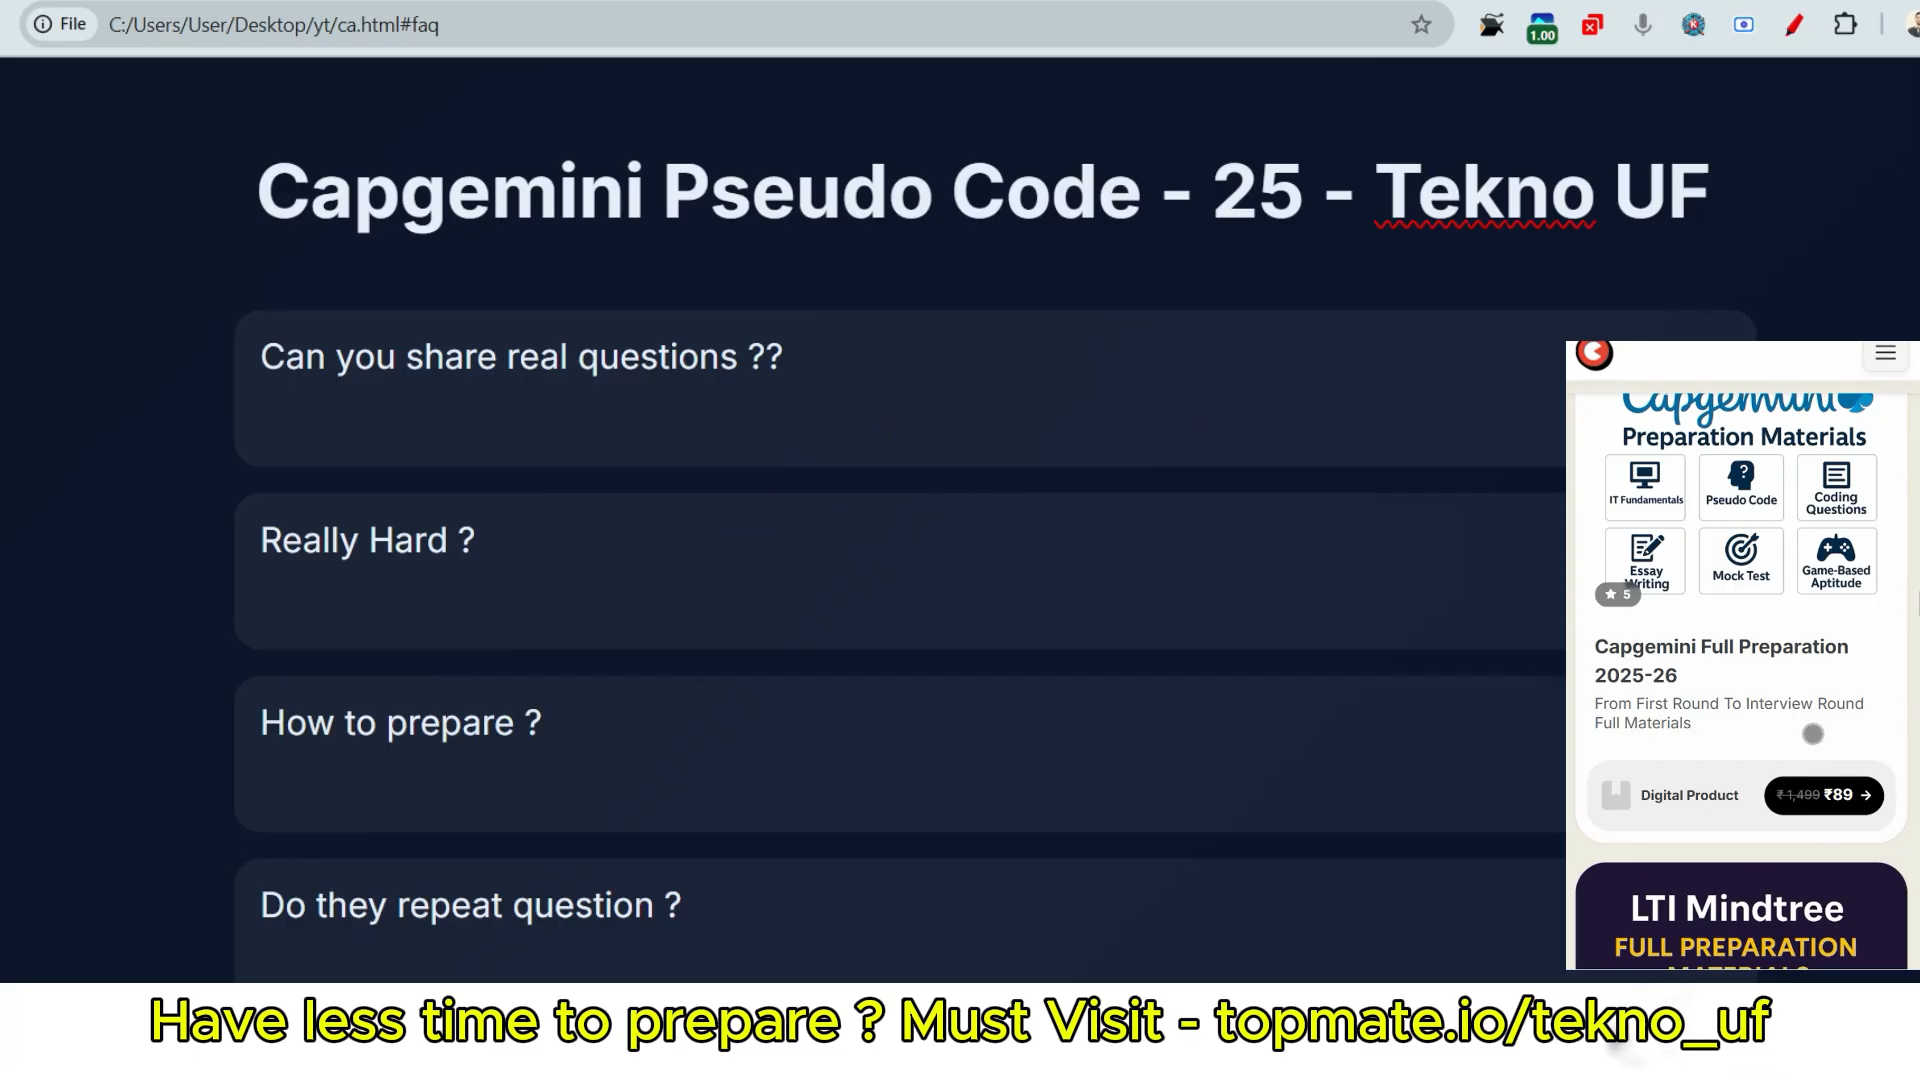 File C:/Users/User/Desktop/yt/ca.html#faq
1.00
Capgemini Pseudo Code - 25 - Tekno UF
Can you share real questions ??
Really Hard ?
How to prepare ?
Do they repeat question ?
Capgemini
Preparation Materials
IT Fundamentals
Pseudo Code
Coding
Questions
Essay
Writing
Mock Test
Game-Based
Aptitude
5
Capgemini Full Preparation
2025-26
From First Round To Interview Round
Full Materials
Digital Product
₹1,499 ₹89 →
LTI Mindtree
FULL PREPARATION
MATERIALS
Have less time to prepare ? Must Visit - topmate.io/tekno_uf